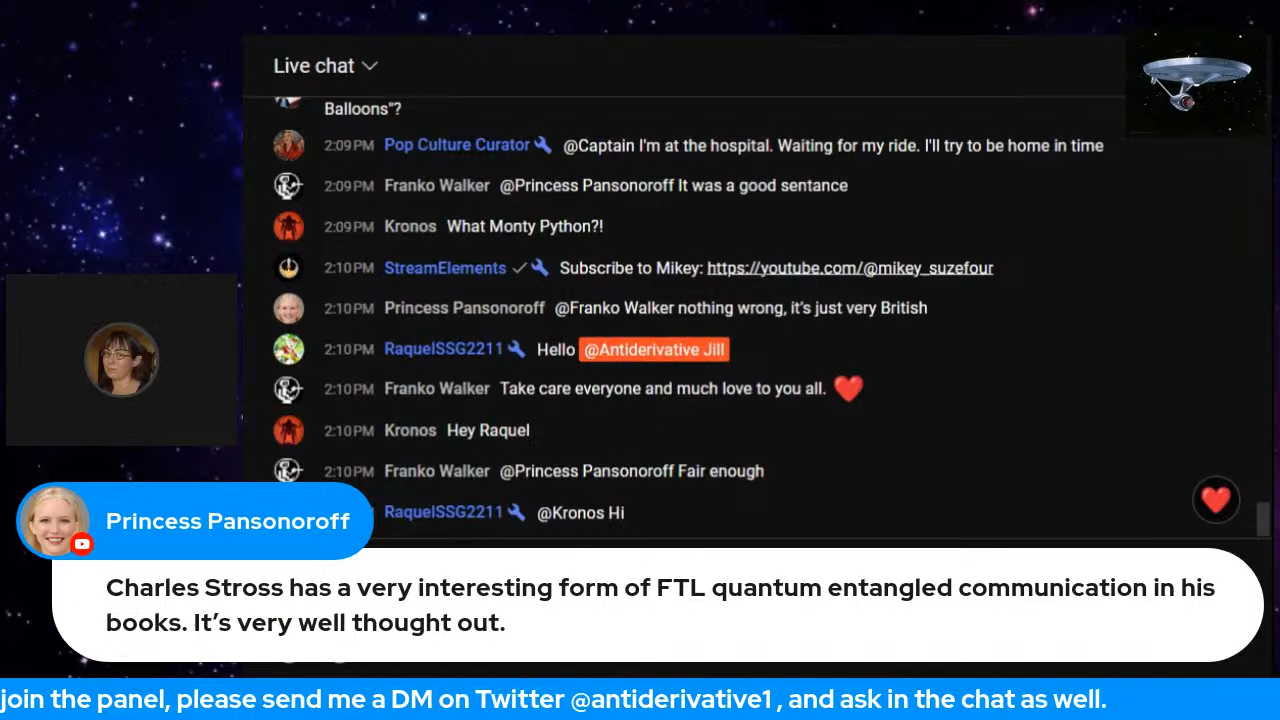 Live chat
Balloons"?
2:09PM Pop Culture Curator @Captain I'm at the hospital. Waiting for my ride. I'll try to be home in time
2:09PM Franko Walker @Princess Pansonoroff It was a good sentance
2:09PM Kronos What Monty Python?!
2:10PM StreamElements Subscribe to Mikey: https://youtube.com/@mikey_suzefour
2:10PM Princess Pansonoroff @Franko Walker nothing wrong, it's just very British
2:10PM RaquelSSG2211 Hello @Antiderivative Jill
2:10PM Franko Walker Take care everyone and much love to you all.
2:10PM Kronos Hey Raquel
2:10PM Franko Walker @Princess Pansonoroff Fair enough
RaquelSSG2211 @Kronos Hi
Princess Pansonoroff
Charles Stross has a very interesting form of FTL quantum entangled communication in his
books. It's very well thought out.
join the panel, please send me a DM on Twitter @antiderivative1 , and ask in the chat as well.